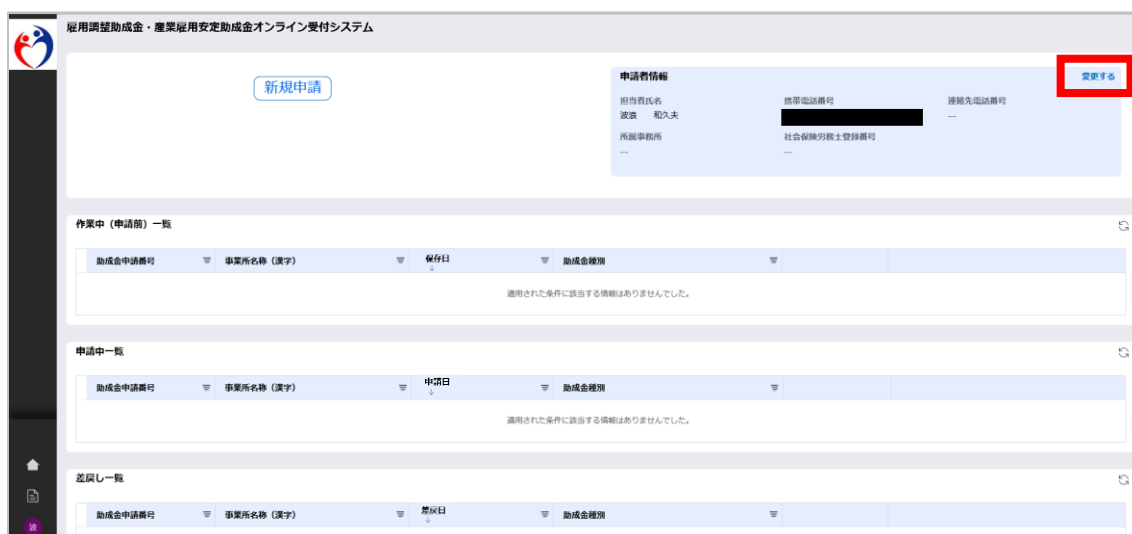 雇用調整助成金・産業雇用安定助成金オンライン受付システム
新規申請
申請者情報
変更する
担当者氏名 携帯電話番号 連絡先電話番号
波浪 和久夫 --
所属事務所 社会保険労務士登録番号
-- --
作業中（申請前）一覧
助成金申請番号 事業所名称（漢字） 保存日 助成金種別
↓
適用された条件に該当する情報はありませんでした。
申請中一覧
助成金申請番号 事業所名称（漢字） 申請日 助成金種別
↓
適用された条件に該当する情報はありませんでした。
差戻し一覧
助成金申請番号 事業所名称（漢字） 差戻日 助成金種別
↓
波